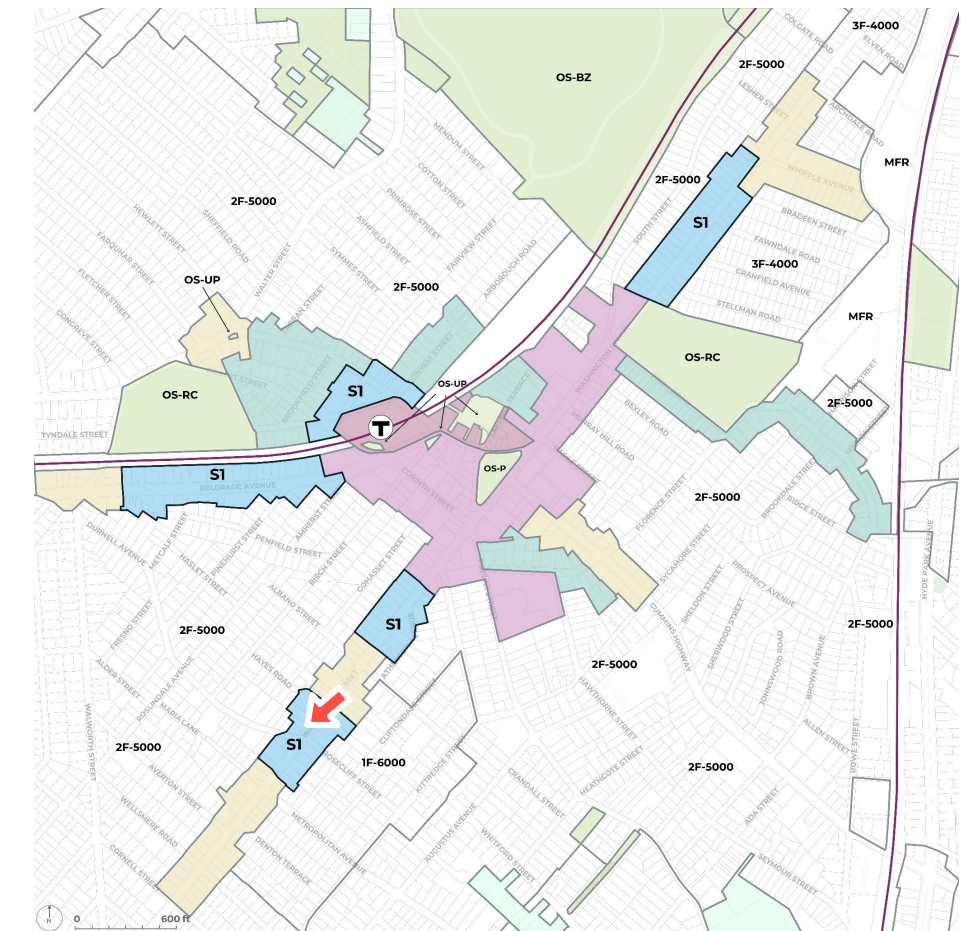 COLGATE ROAD
3F-4000
ELVEN ROAD
2F-5000
OS-BZ
LESHER STREET
ARCHDALE ROAD
MENDUM STREET
MFR
WHIPPLE AVENUE
COTTON STREET
2F-5000
PRIMROSE STREET
2F-5000
HEWLETT STREET
SHEFFIELD ROAD
ASHFIELD STREET
FAIRVIEW STREET
SOUTH STREET
S1
BRADEEN STREET
FARQUHAR STREET
WALTER STREET
SYMMES STREET
ARBOROUGH ROAD
FAWNDALE ROAD
3F-4000
GRANFIELD AVENUE
FLETCHER STREET
OS-UP
2F-5000
STELLMAN ROAD
MFR
CONGREVE STREET
OS-RC
WASHINGTON
OS-UP
S1
OS-RC
2F-5000
BEXLEY ROAD
MURRAY HILL ROAD
T
TYNDALE STREET
S1
BELGRADE AVENUE
CORINTH STREET
OS-P
FLORENCE STREET
2F-5000
BROOKDALE STREET
RIDGE STREET
DURNELL AVENUE
METCALF STREET
PINEHURST STREET
AMHERST STREET
PENFIELD STREET
HASLET STREET
BIRCH STREET
COHASSET STREET
SYCAMORE STREET
PROSPECT AVENUE
HYDE PARK AVENUE
ALBANO STREET
FRESNO STREET
2F-5000
S1
CUMMINS HIGHWAY
SHELDON STREET
SHERWOOD STREET
2F-5000
JOHNSWOOD ROAD
BROWN AVENUE
ALDER STREET
ROSLINDALE AVENUE
HAYES ROAD
2F-5000
MARIA LANE
CLIFTONDALE STREET
HAWTHORNE STREET
ALLEN STREET
ROWE STREET
WALWORTH STREET
2F-5000
S1
ROSECLIFF STREET
1F-6000
KITTREDGE STREET
HEATHCOTE STREET
2F-5000
AVERTON STREET
CRANDALL STREET
ADA STREET
WELLSMERE ROAD
METROPOLITAN AVENUE
AUGUSTUS AVENUE
WHITFORD STREET
CORNELL STREET
DENTON TERRACE
SEYMOUR STREET
N
0
600 ft